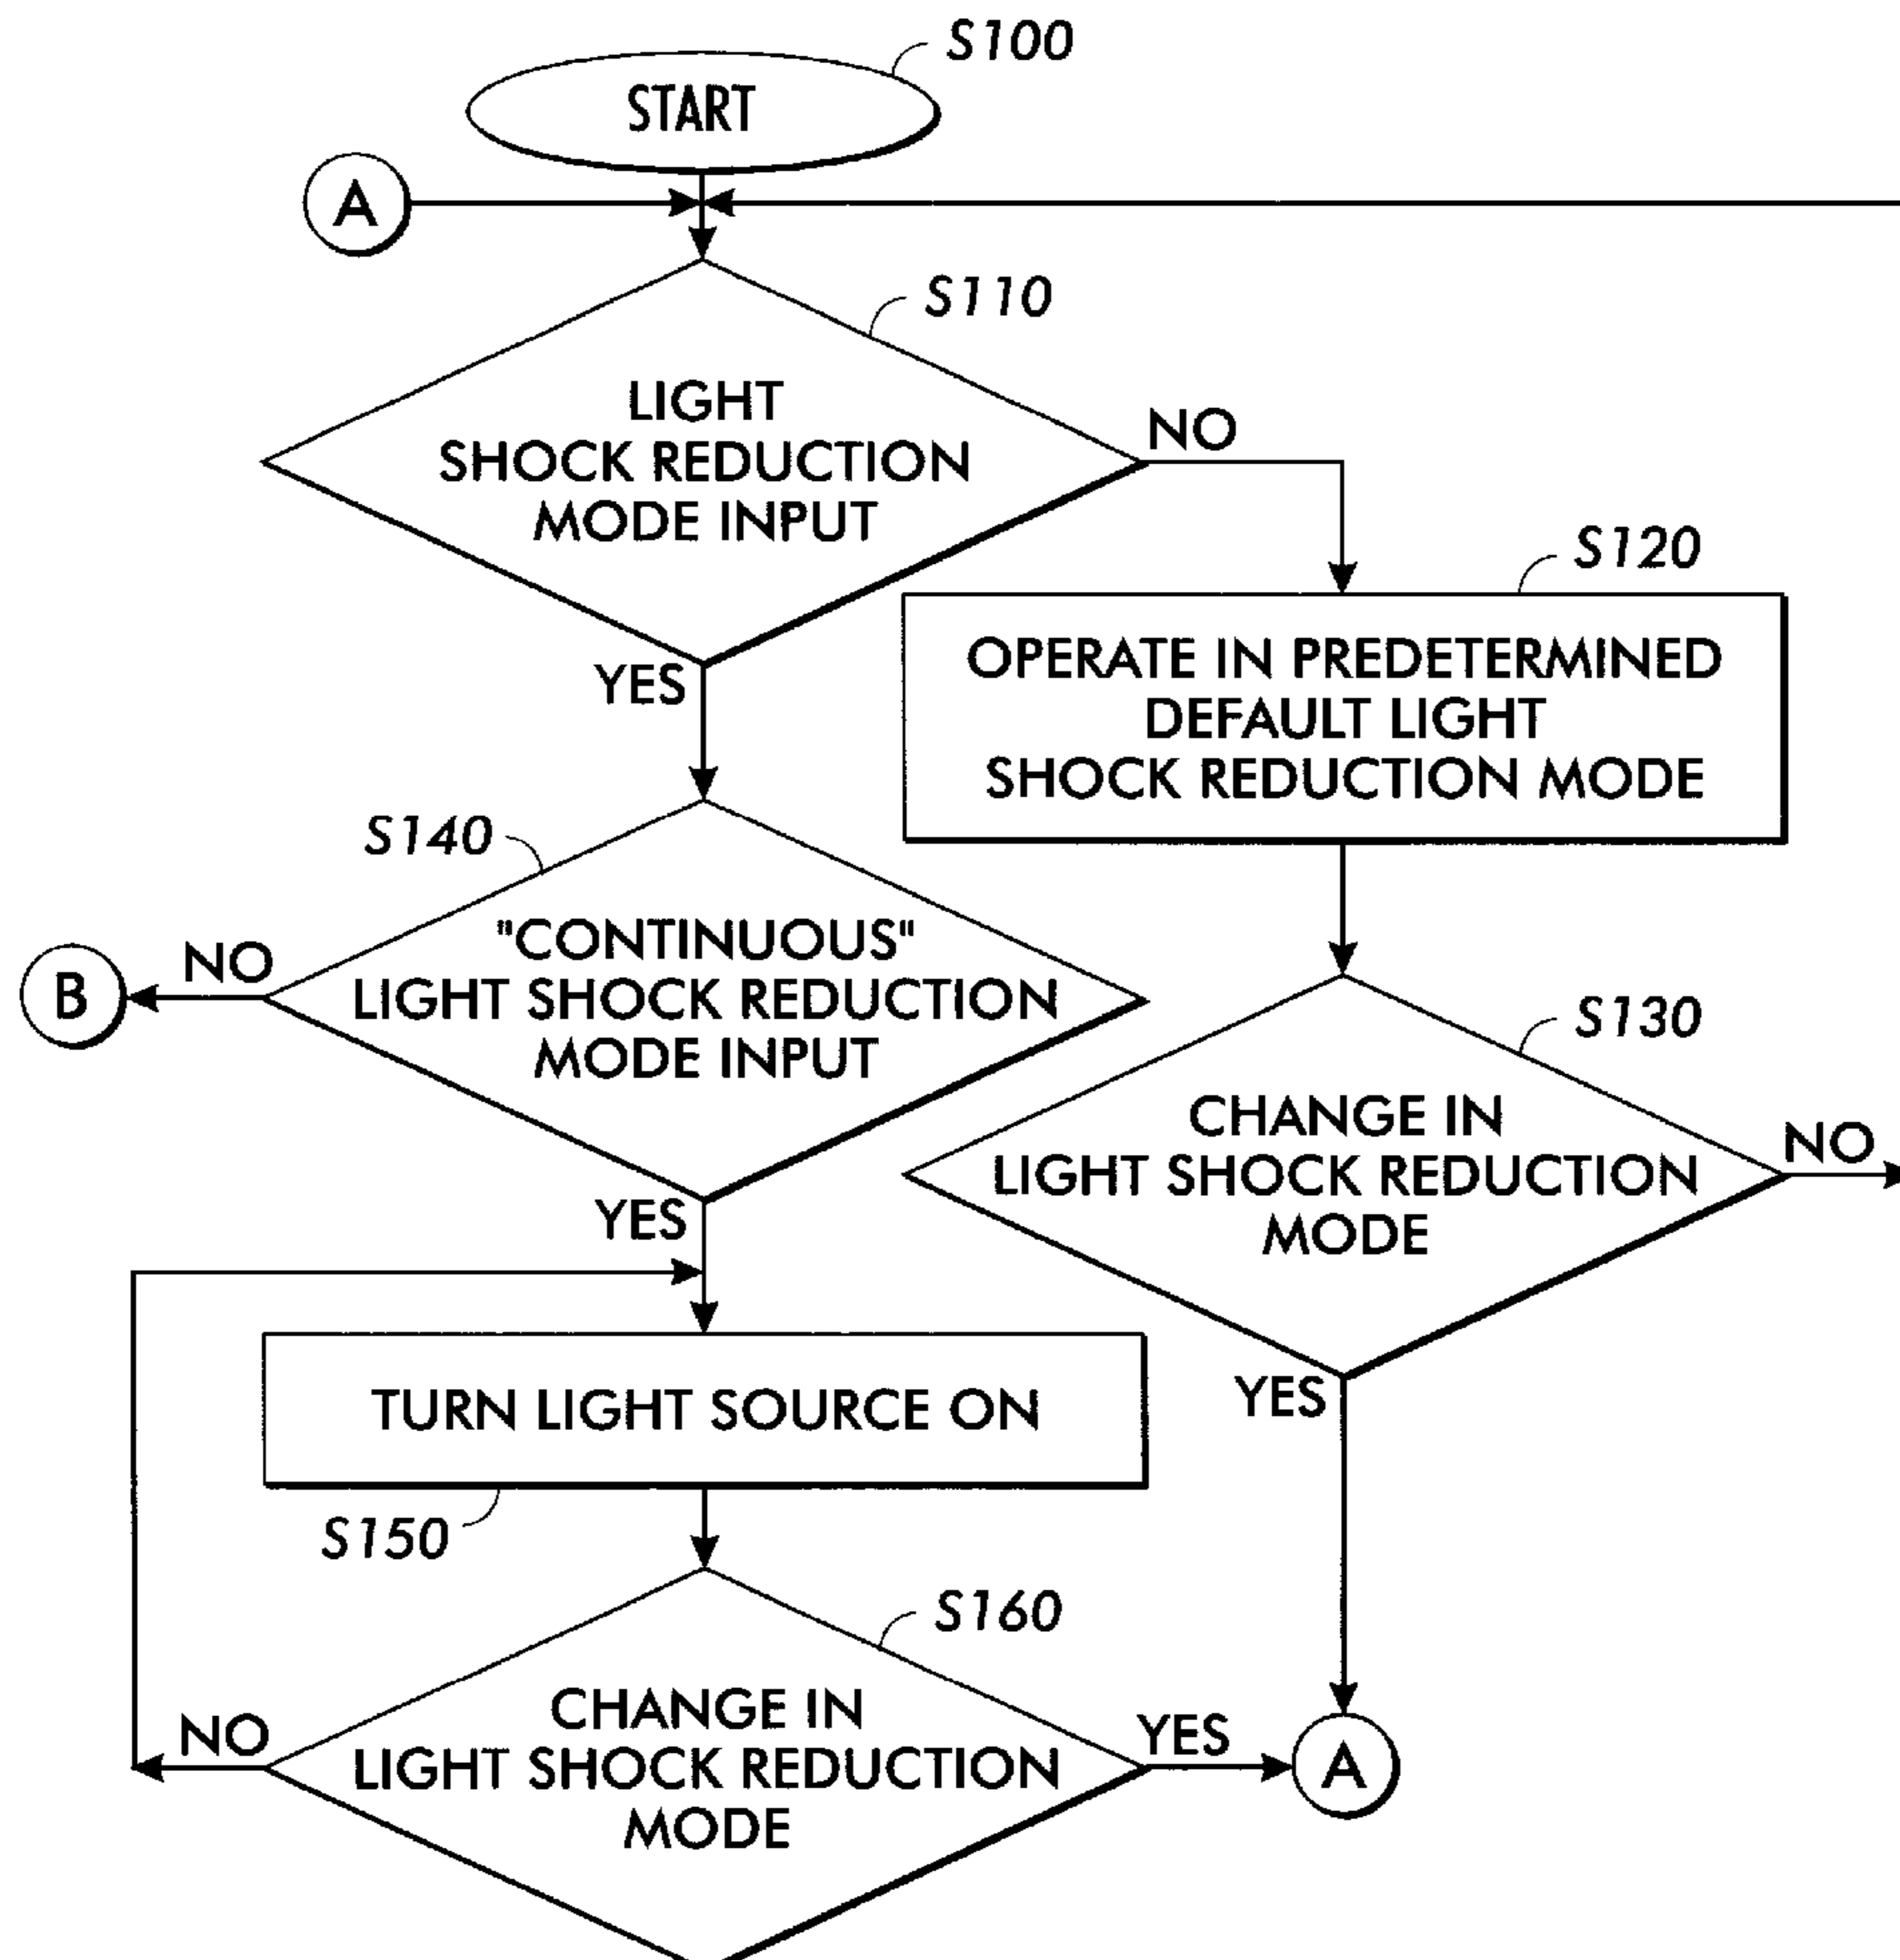 S100
START
A
S110
LIGHT
SHOCK REDUCTION
MODE INPUT
NO
YES
S120
OPERATE IN PREDETERMINED
DEFAULT LIGHT
SHOCK REDUCTION MODE
S140
"CONTINUOUS"
LIGHT SHOCK REDUCTION
MODE INPUT
NO
B
YES
S130
CHANGE IN
LIGHT SHOCK REDUCTION
MODE
NO
YES
TURN LIGHT SOURCE ON
S150
S160
CHANGE IN
LIGHT SHOCK REDUCTION
MODE
NO
YES
A